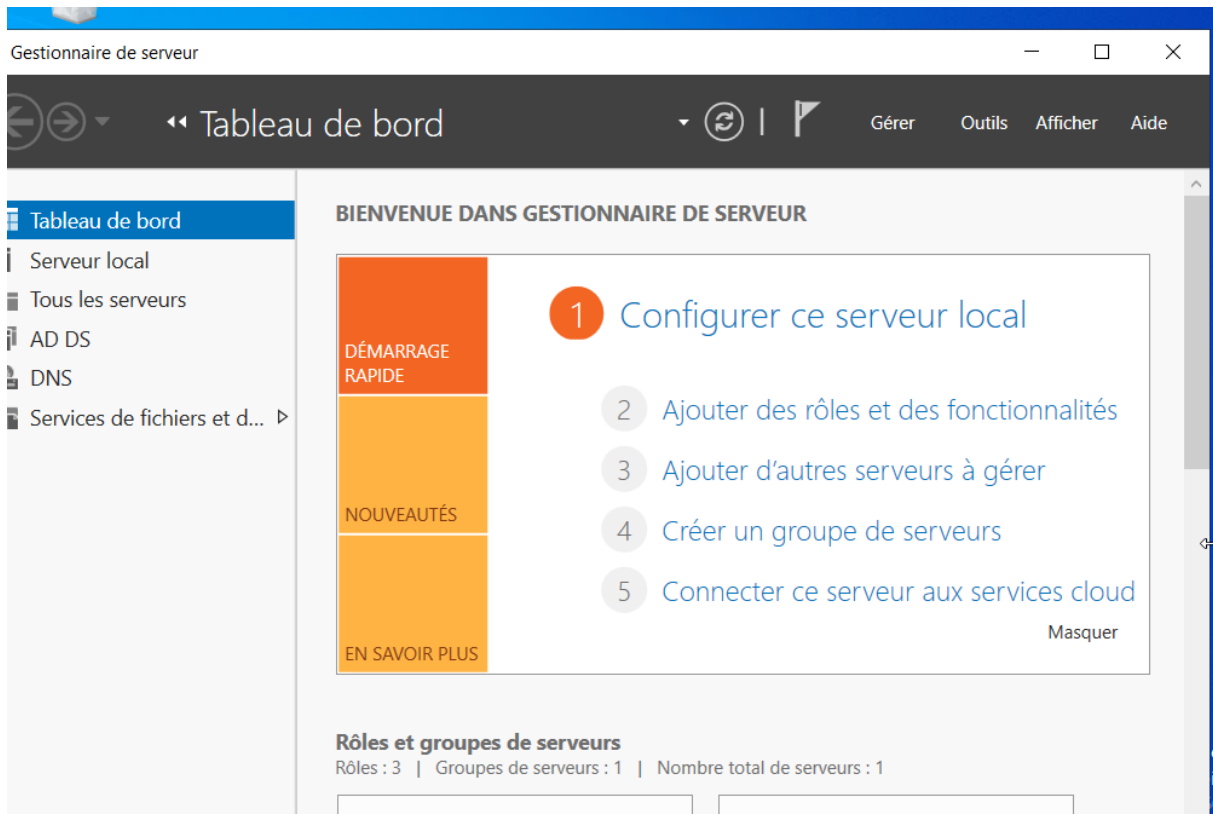 Gestionnaire de serveur
Tableau de bord
Gérer Outils Afficher Aide
Tableau de bord
Serveur local
Tous les serveurs
AD DS
DNS
Services de fichiers et d...
BIENVENUE DANS GESTIONNAIRE DE SERVEUR
DÉMARRAGE
RAPIDE
NOUVEAUTÉS
EN SAVOIR PLUS
1 Configurer ce serveur local
2 Ajouter des rôles et des fonctionnalités
3 Ajouter d’autres serveurs à gérer
4 Créer un groupe de serveurs
5 Connecter ce serveur aux services cloud
Masquer
Rôles et groupes de serveurs
Rôles : 3 | Groupes de serveurs : 1 | Nombre total de serveurs : 1